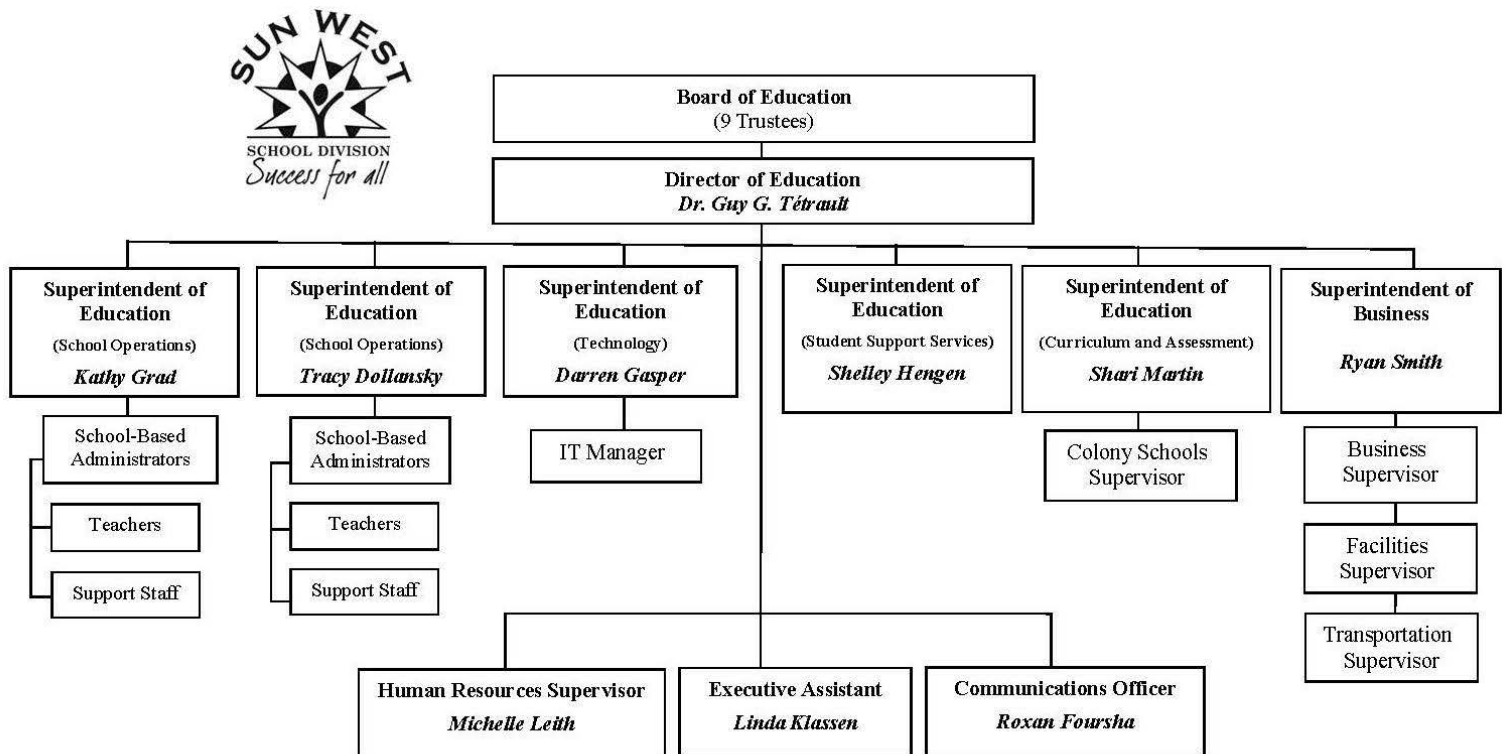 SUN WEST
SCHOOL DIVISION
Success for all
Board of Education
(9 Trustees)
Director of Education
Dr. Guy G. Tétrault
Superintendent of
Education
(School Operations)
Kathy Grad
School-Based
Administrators
Teachers
Support Staff
Superintendent of
Education
(School Operations)
Tracy Dollansky
School-Based
Administrators
Teachers
Support Staff
Superintendent of
Education
(Technology)
Darren Gasper
IT Manager
Superintendent of
Education
(Student Support Services)
Shelley Hengen
Superintendent of
Education
(Curriculum and Assessment)
Shari Martin
Colony Schools
Supervisor
Superintendent of
Business
Ryan Smith
Business
Supervisor
Facilities
Supervisor
Transportation
Supervisor
Human Resources Supervisor
Michelle Leith
Executive Assistant
Linda Klassen
Communications Officer
Roxan Foursha